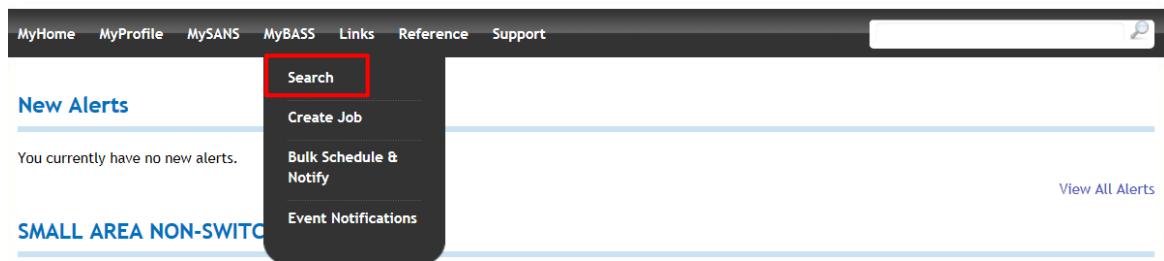 MyHome MyProfile MySANS MyBASS Links Reference Support
Search
New Alerts
Create Job
You currently have no new alerts.
Bulk Schedule &
Notify
View All Alerts
Event Notifications
SMALL AREA NON-SWITC